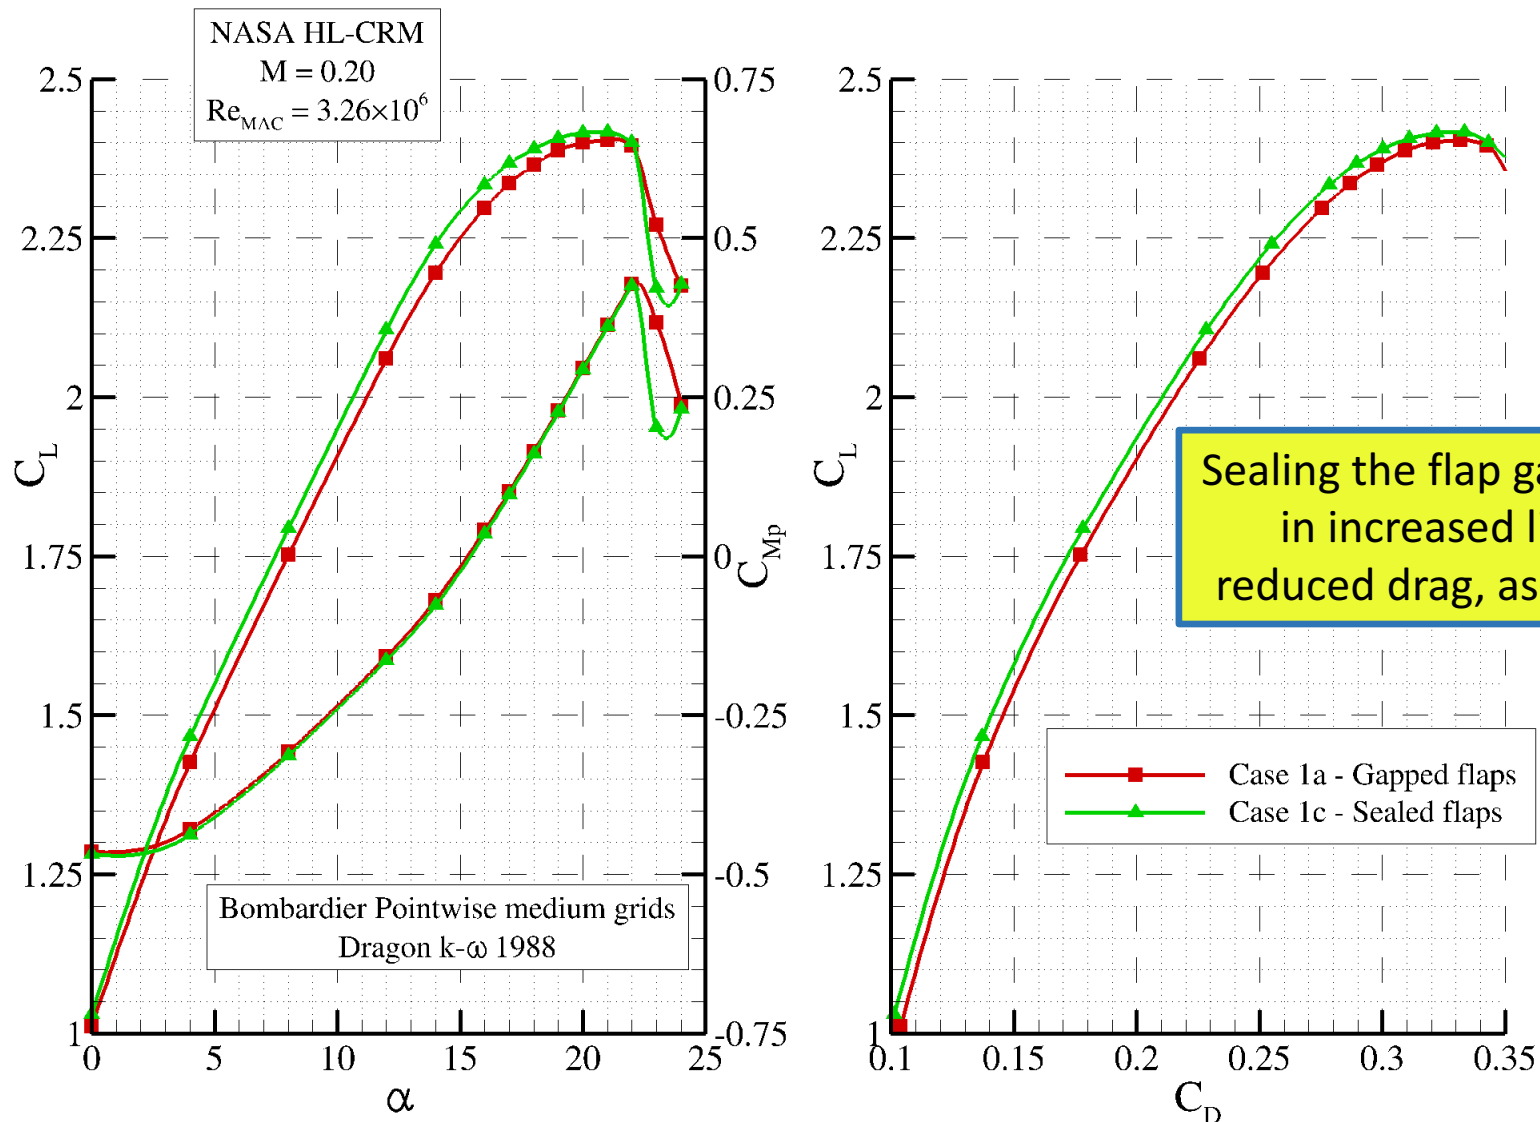 NASA HL-CRM
M = 0.20
Re_MAC = 3.26×10^6
2.5
2.25
2
1.75
1.5
1.25
1
C_L
0.75
0.5
0.25
0
-0.25
-0.5
-0.75
C_Mp
Bombardier Pointwise medium grids
Dragon k-ω 1988
0 5 10 15 20 25
α
2.5
2.25
2
1.75
1.5
1.25
1
C_L
Sealing the flap ga
in increased l
reduced drag, as
Case 1a - Gapped flaps
Case 1c - Sealed flaps
0.1 0.15 0.2 0.25 0.3 0.35
C_D